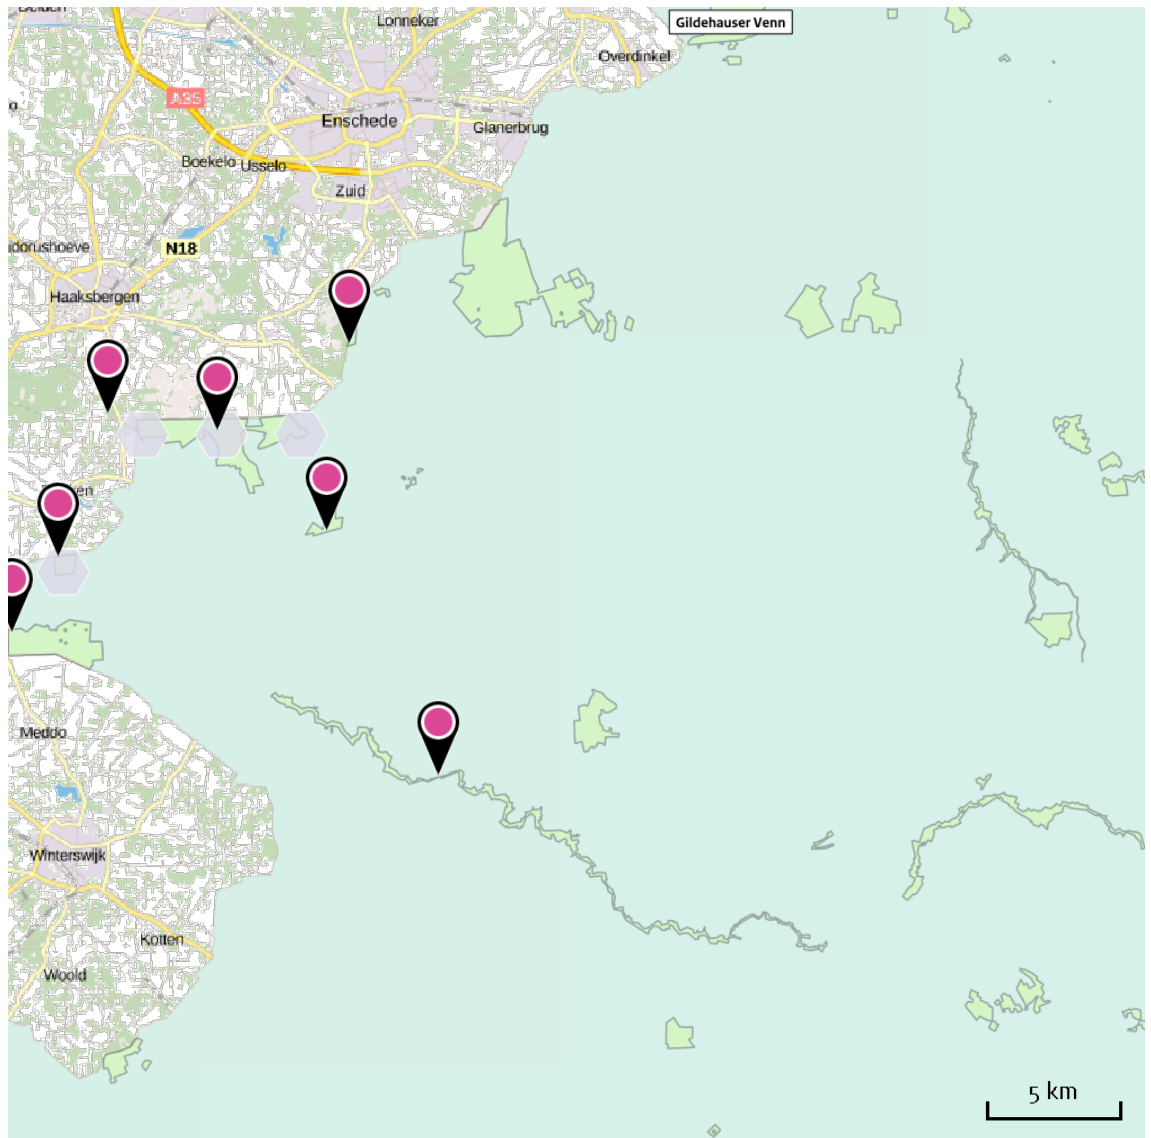 Lonneker
Gildehauser Venn
Overdinkel
A35
Enschede
Glanerbrug
Boekelo
Usselo
Zuid
N18
Haaksbergen
Meddo
Winterswijk
Kotten
Woold
5 km